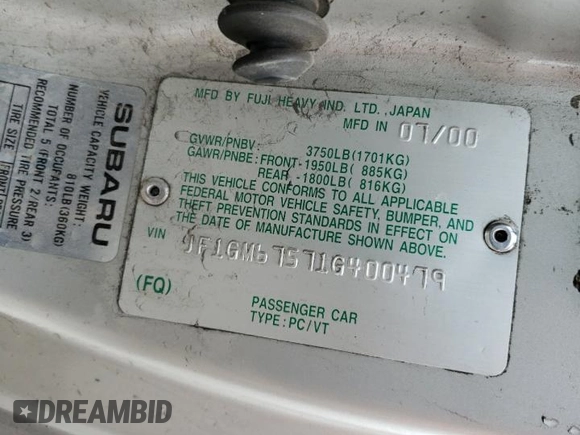 MFD BY FUJI HEAVY IND. LTD.,JAPAN
MFD IN 07/00
GVWR/PNBV: 3750LB(1701KG)
GAWR/PNBE: FRONT-1950LB( 885KG)
REAR -1800LB( 816KG)
THIS VEHICLE CONFORMS TO ALL APPLICABLE
FEDERAL MOTOR VEHICLE SAFETY, BUMPER, AND
THEFT PREVENTION STANDARDS IN EFFECT ON
THE DATE OF MANUFACTURE SHOWN ABOVE.
VIN JF1GM67571G400479
(FQ)
PASSENGER CAR
TYPE:PC/VT
SUBARU
VEHICLE CAPACITY WEIGHT:
810LB(380KG)
NUMBER OF OCCUPANTS:
TOTAL 5 (FRONT 2/REAR 3)
RECOMMENDED TIRE PRESSURE
TIRE SIZE
DREAMBID